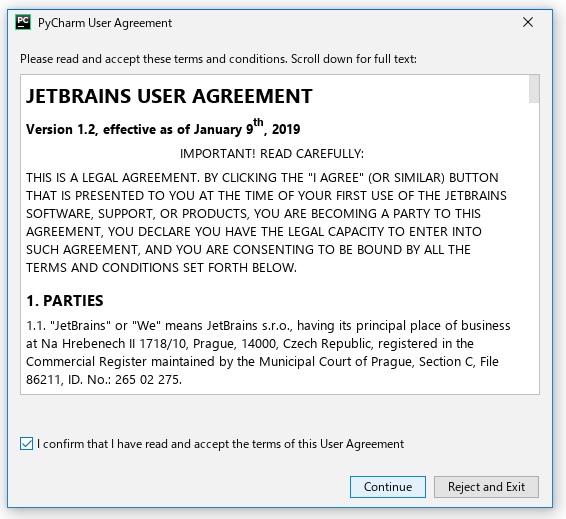 PC PyCharm User Agreement
Please read and accept these terms and conditions. Scroll down for full text:
JETBRAINS USER AGREEMENT
Version 1.2, effective as of January 9th, 2019
IMPORTANT! READ CAREFULLY:
THIS IS A LEGAL AGREEMENT. BY CLICKING THE "I AGREE" (OR SIMILAR) BUTTON
THAT IS PRESENTED TO YOU AT THE TIME OF YOUR FIRST USE OF THE JETBRAINS
SOFTWARE, SUPPORT, OR PRODUCTS, YOU ARE BECOMING A PARTY TO THIS
AGREEMENT, YOU DECLARE YOU HAVE THE LEGAL CAPACITY TO ENTER INTO
SUCH AGREEMENT, AND YOU ARE CONSENTING TO BE BOUND BY ALL THE
TERMS AND CONDITIONS SET FORTH BELOW.
1. PARTIES
1.1. "JetBrains" or "We" means JetBrains s.r.o., having its principal place of business
at Na Hrebenech II 1718/10, Prague, 14000, Czech Republic, registered in the
Commercial Register maintained by the Municipal Court of Prague, Section C, File
86211, ID. No.: 265 02 275.
I confirm that I have read and accept the terms of this User Agreement
Continue
Reject and Exit